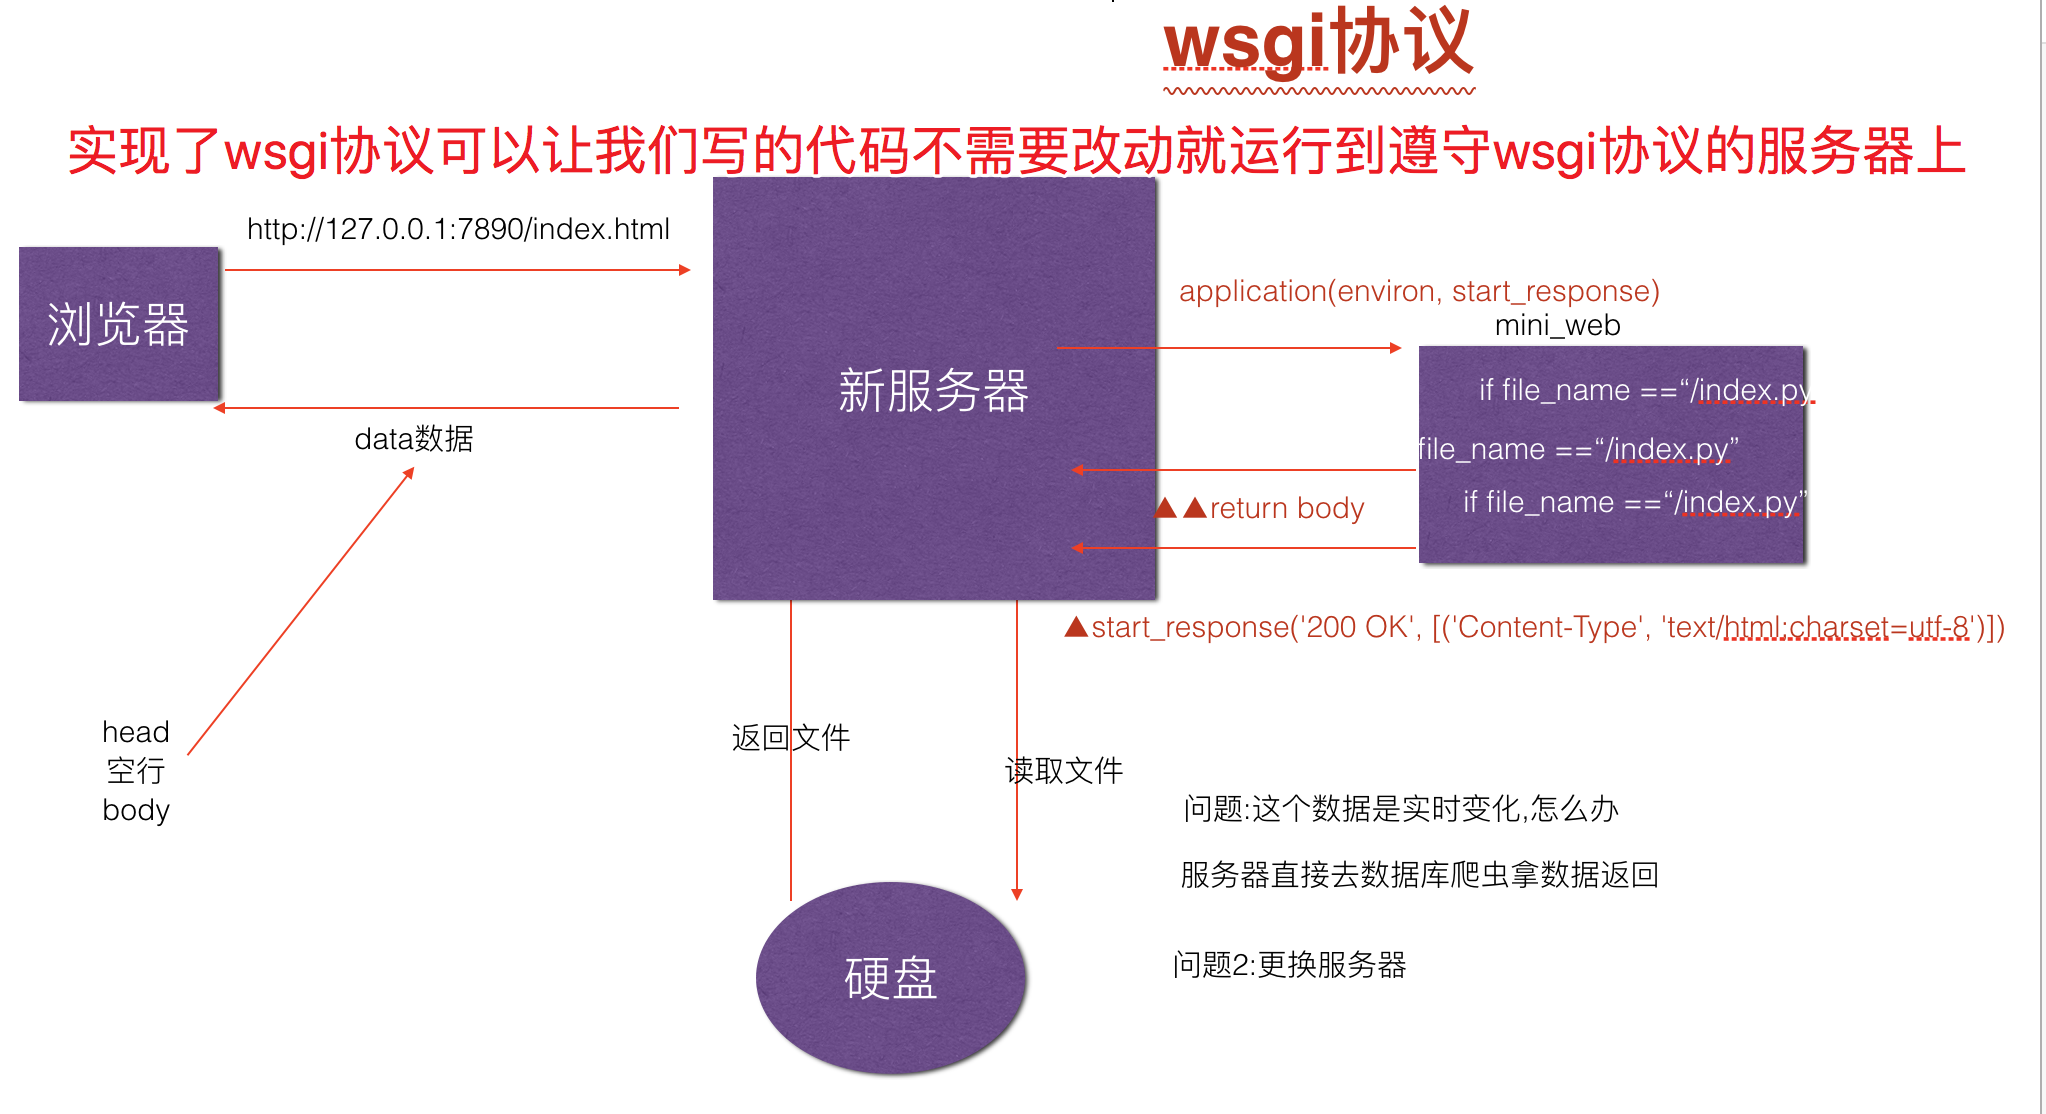 wsgi协议
实现了wsgi协议可以让我们写的代码不需要改动就运行到遵守wsgi协议的服务器上
http://127.0.0.1:7890/index.html
浏览器
data数据
head
空行
body
新服务器
application(environ, start_response)
mini_web
if file_name ==“/index.py
file_name ==“/index.py”
if file_name ==“/index.py”
▲▲return body
▲start_response('200 OK', [('Content-Type', 'text/html;charset=utf-8')])
返回文件
读取文件
硬盘
问题:这个数据是实时变化,怎么办
服务器直接去数据库爬虫拿数据返回
问题2:更换服务器